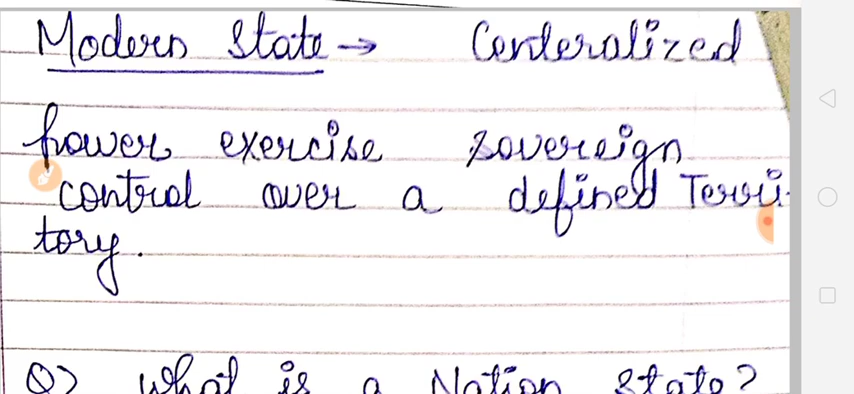 Modern State → Centeralized
power exercise sovereign
control over a defined Terri-
tory.
Q> What is a Nation State?